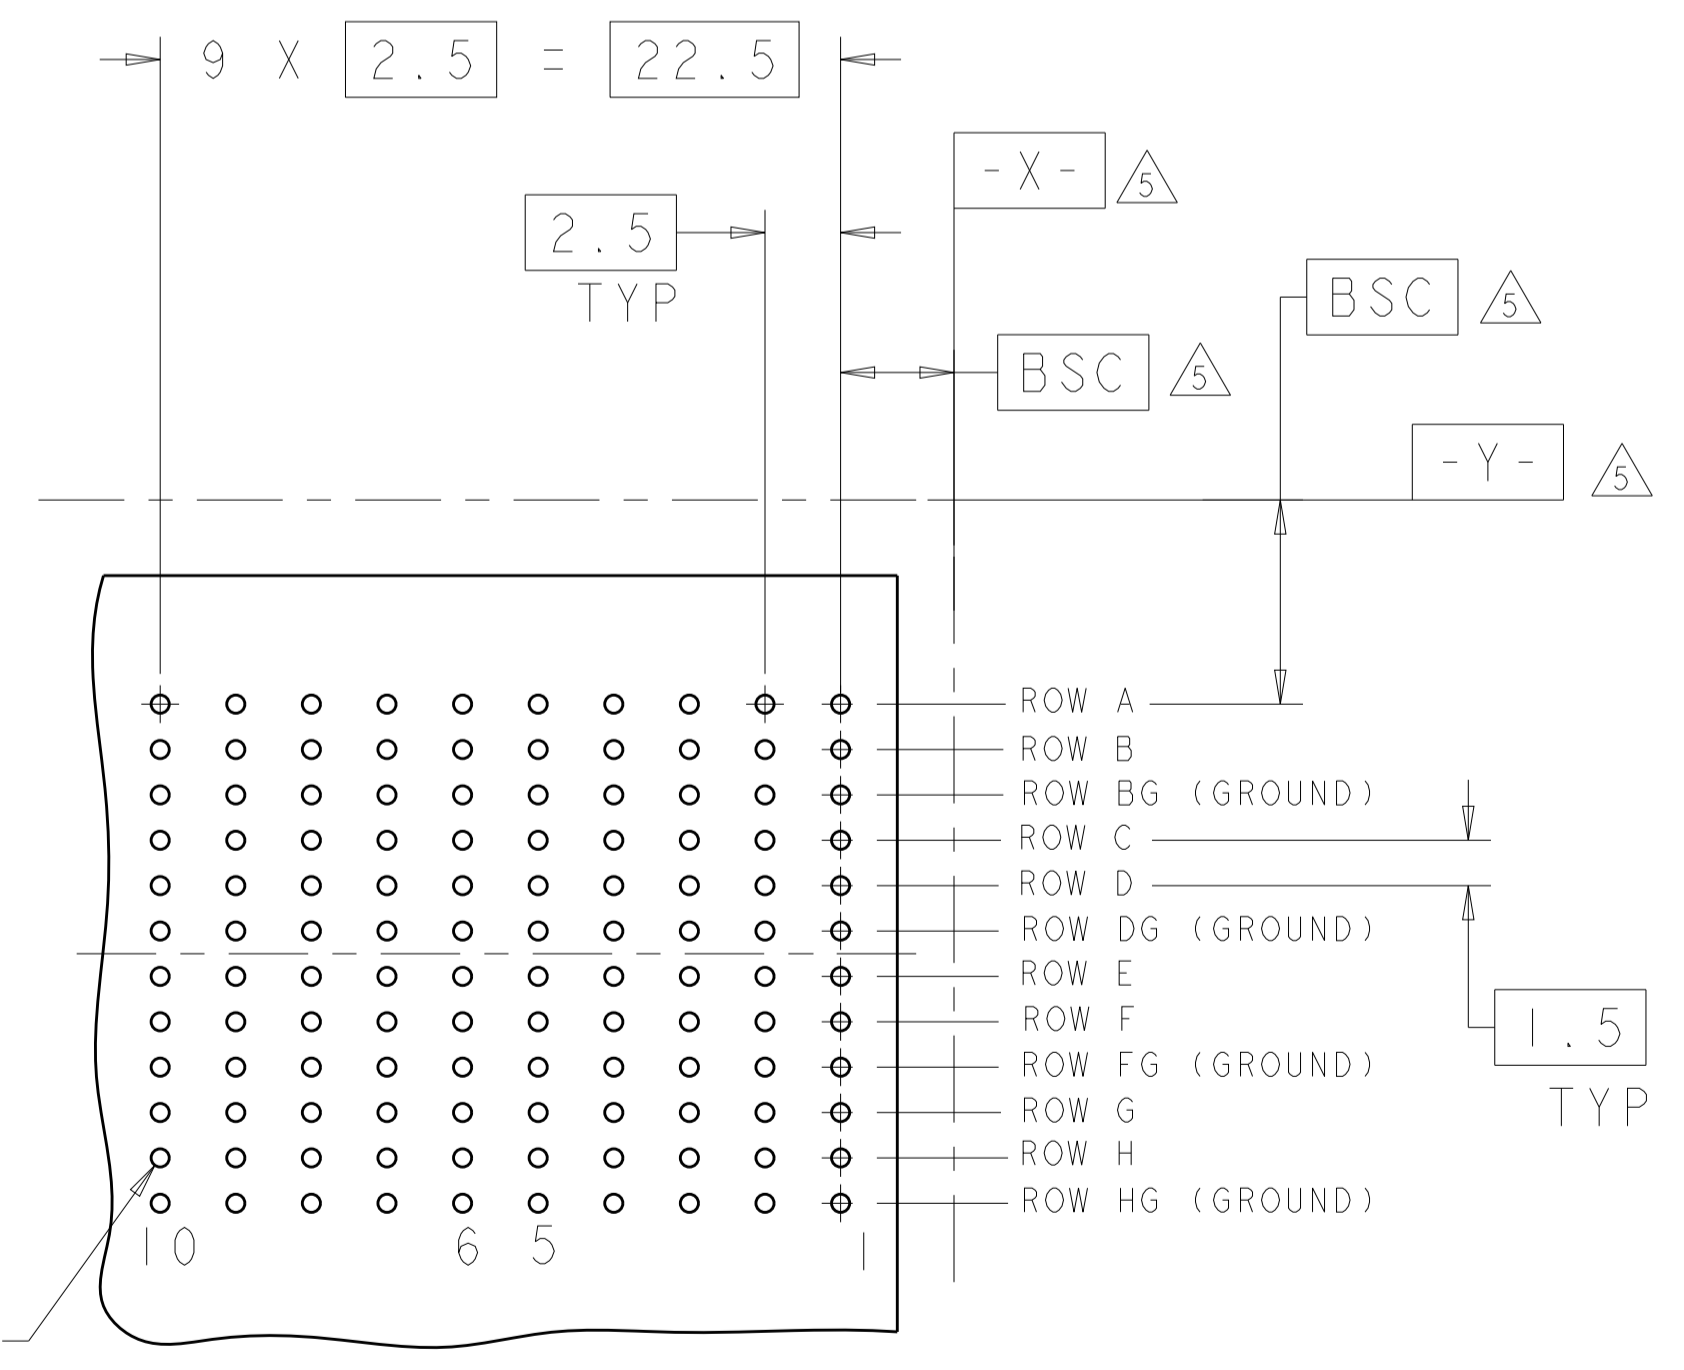 9 X 2.5 = 22.5
-X- 5
2.5
TYP
BSC 5
BSC 5
-Y- 5
ROW A
ROW B
ROW BG (GROUND)
ROW C
ROW D
ROW DG (GROUND)
ROW E
ROW F
ROW FG (GROUND)
ROW G
ROW H
ROW HG (GROUND)
1.5
TYP
10 6 5 1